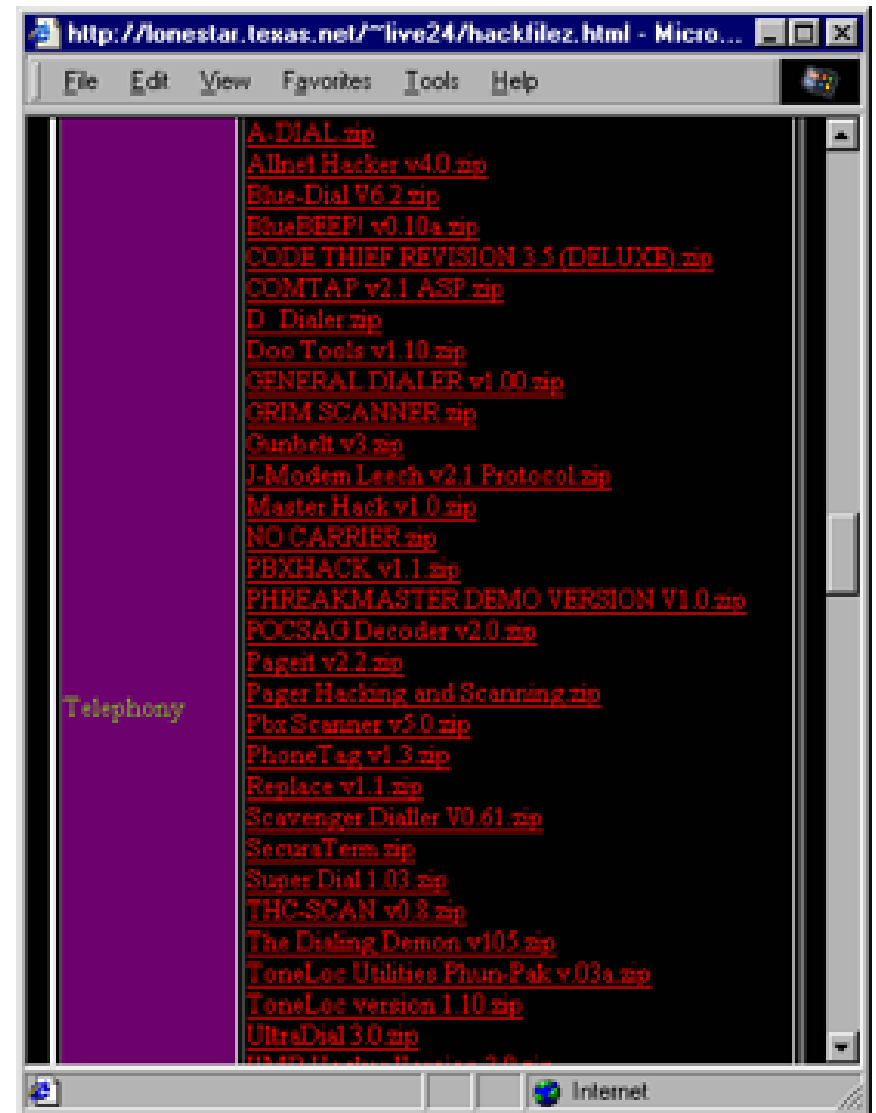 http://lonestar.texas.net/~live24/hackfilez.html - Micro...
File Edit View Favorites Tools Help
A-DIAL.zip
Allnet Hacker v4.0.zip
Blue-Dial V6.2.zip
BlueBEEP! v0.10a.zip
CODE THIEF REVISION 3.5 (DELUXE).zip
COMTAP v2.1 ASP.zip
D_Dialer.zip
Doo Tools v1.10.zip
GENERAL DIALER v1.00.zip
GRIM SCANNER.zip
Gunbelt v3.zip
J-Modem Leech v2.1 Protocol.zip
Master Hack v1.0.zip
NO CARRIER.zip
PBXHACK v1.1.zip
PHREAKMASTER DEMO VERSION V1.0.zip
POCSAG Decoder v2.0.zip
Pageit v2.2.zip
Pager Hacking and Scanning.zip
Telephony
Pbx Scanner v5.0.zip
PhoneTag v1.3.zip
Replace v1.1.zip
Scavenger Dialler V0.61.zip
SecuraTerm.zip
Super Dial 1.03.zip
THC-SCAN v0.8.zip
The Dialing Demon v105.zip
ToneLoc Utilities Phun-Pak v.03a.zip
ToneLoc version 1.10.zip
UltraDial 3.0.zip
Internet